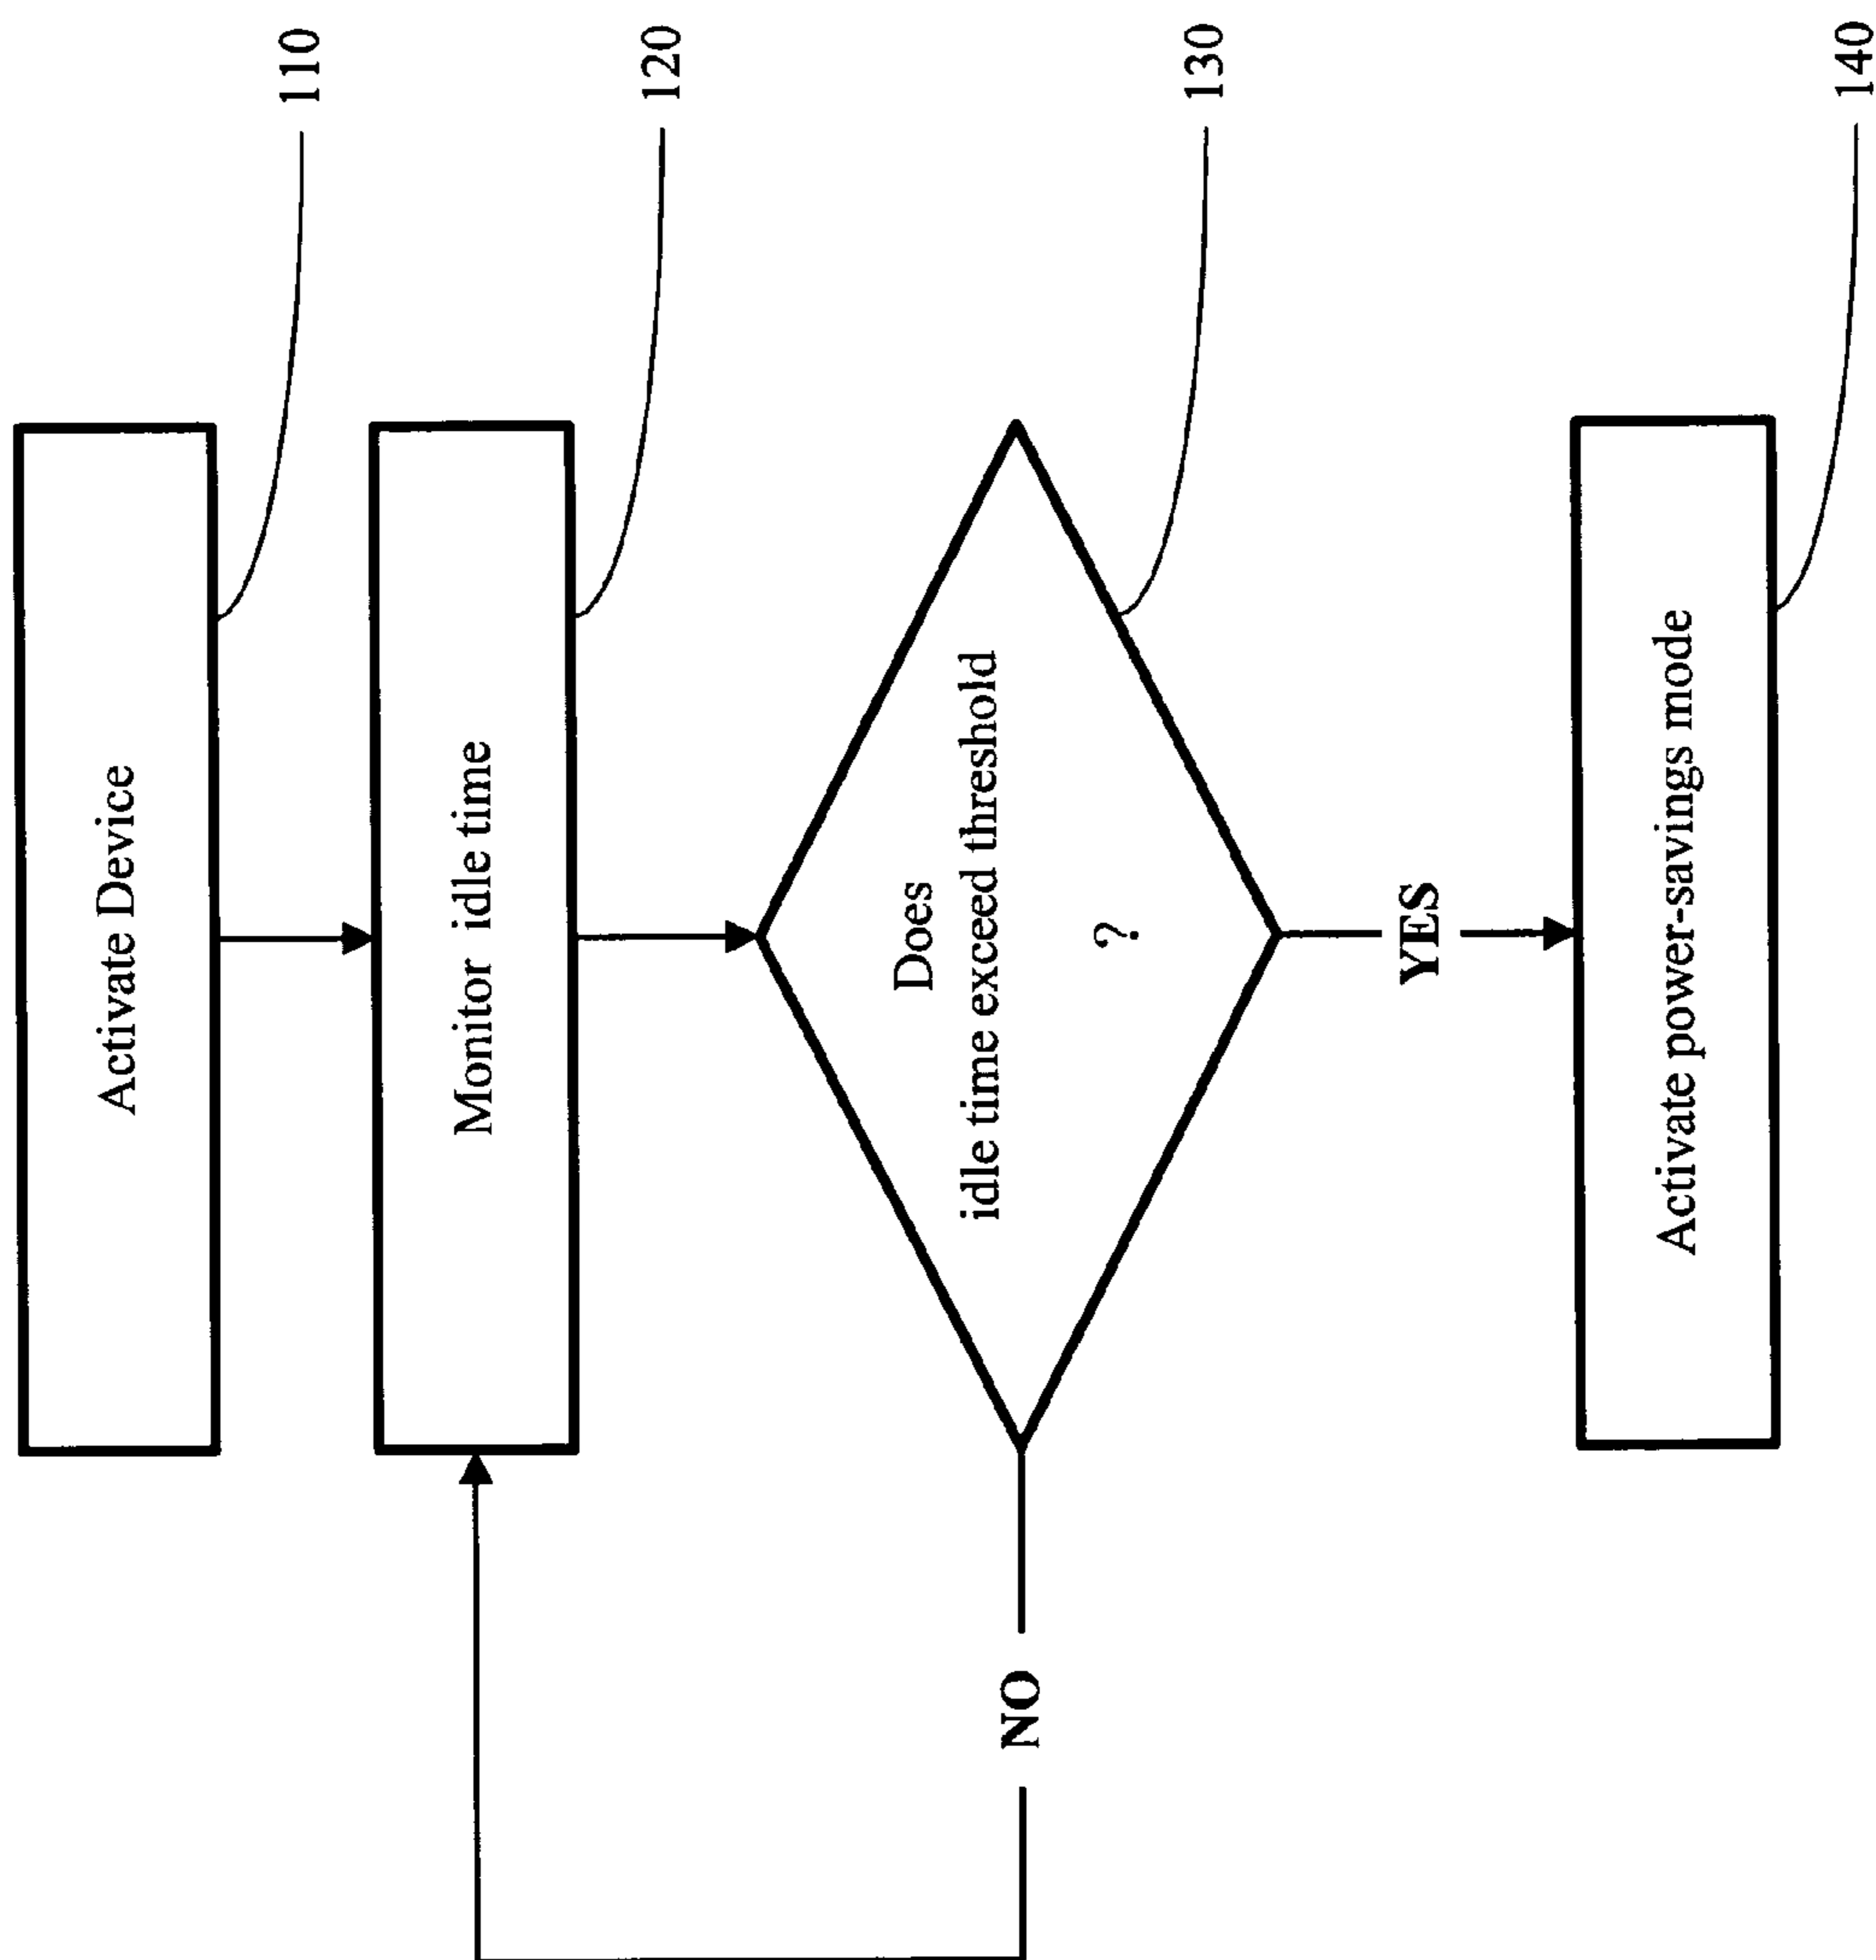 Activate Device
110
Monitor idle time
120
Does
idle time exceed threshold
?
130
NO
YES
Activate power-savings mode
140